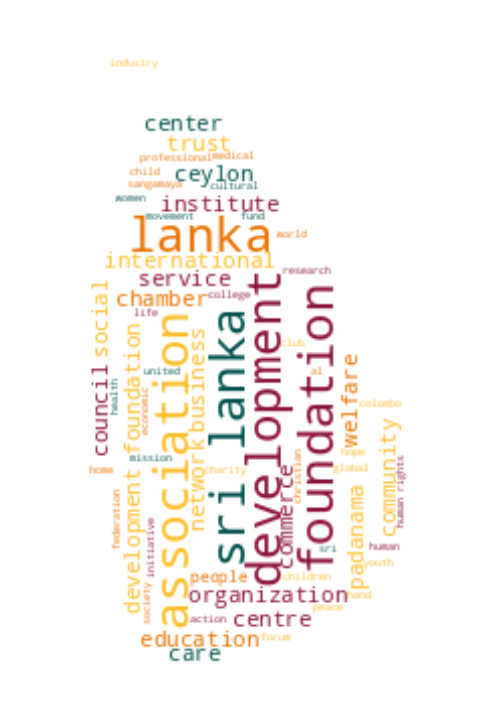 industry
center
trust
professional
medical
child
ceylon
sangamaya
cultural
women
institute
movement
fund
lanka
world
international
service
research
chamber
college
social
life
development
foundation
association
sri lanka
business
network
club
united
al
welfare
council
health
economic
colombo
community
mission
christian
hope
home
charity
global
commerce
human rights
development foundation
padanama
federation
initiative
sri
human
youth
people
children
society
organization
hand
peace
action
centre
education
forum
care